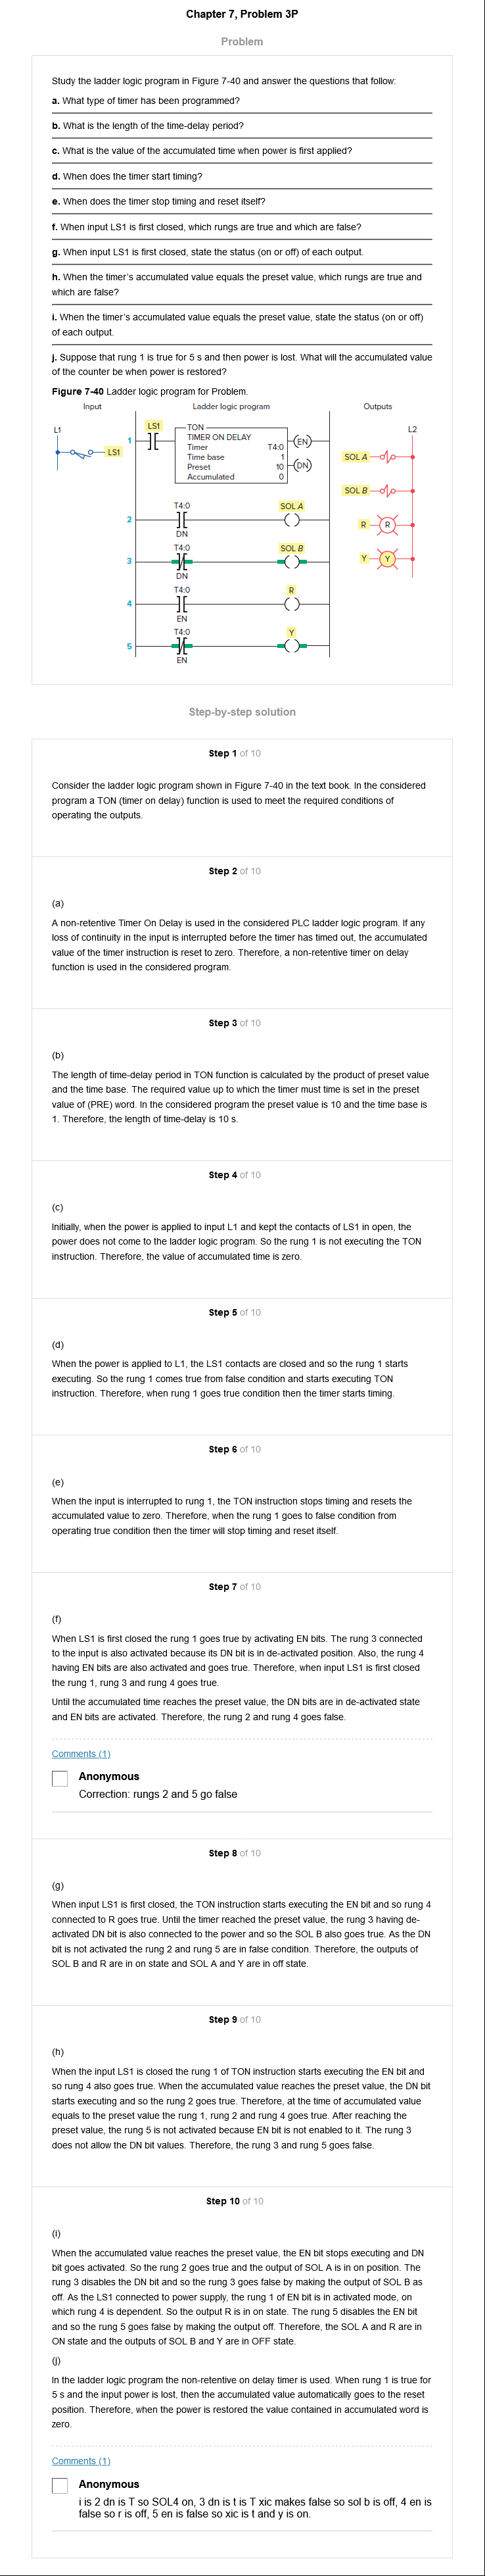 Chapter 7, Problem 3P
Problem
Study the ladder logic program in Figure 7-40 and answer the questions that follow:
a. What type of timer has been programmed?
b. What is the length of the time-delay period?
c. What is the value of the accumulated time when power is first applied?
d. When does the timer start timing?
e. When does the timer stop timing and reset itself?
f. When input LS1 is first closed, which rungs are true and which are false?
g. When input LS1 is first closed, state the status (on or off) of each output.
h. When the timer's accumulated value equals the preset value, which rungs are true and
which are false?
i. When the timer's accumulated value equals the preset value, state the status (on or off)
of each output.
j. Suppose that rung 1 is true for 5 s and then power is lost. What will the accumulated value
of the counter be when power is restored?
Figure 7-40 Ladder logic program for Problem.
Input
Ladder logic program
Outputs
L1
LS1
1
LS1
TON
TIMER ON DELAY
Timer T4:0
Time base 1
Preset 10
Accumulated 0
EN
DN
L2
SOL A
SOL B
R
R
Y
Y
2
T4:0
DN
SOL A
3
T4:0
DN
SOL B
4
T4:0
EN
R
5
T4:0
EN
Y
Step-by-step solution
Step 1 of 10
Consider the ladder logic program shown in Figure 7-40 in the text book. In the considered
program a TON (timer on delay) function is used to meet the required conditions of
operating the outputs.
Step 2 of 10
(a)
A non-retentive Timer On Delay is used in the considered PLC ladder logic program. If any
loss of continuity in the input is interrupted before the timer has timed out, the accumulated
value of the timer instruction is reset to zero. Therefore, a non-retentive timer on delay
function is used in the considered program.
Step 3 of 10
(b)
The length of time-delay period in TON function is calculated by the product of preset value
and the time base. The required value up to which the timer must time is set in the preset
value of (PRE) word. In the considered program the preset value is 10 and the time base is
1. Therefore, the length of time-delay is 10 s.
Step 4 of 10
(c)
Initially, when the power is applied to input L1 and kept the contacts of LS1 in open, the
power does not come to the ladder logic program. So the rung 1 is not executing the TON
instruction. Therefore, the value of accumulated time is zero.
Step 5 of 10
(d)
When the power is applied to L1, the LS1 contacts are closed and so the rung 1 starts
executing. So the rung 1 comes true from false condition and starts executing TON
instruction. Therefore, when rung 1 goes true condition then the timer starts timing.
Step 6 of 10
(e)
When the input is interrupted to rung 1, the TON instruction stops timing and resets the
accumulated value to zero. Therefore, when the rung 1 goes to false condition from
operating true condition then the timer will stop timing and reset itself.
Step 7 of 10
(f)
When LS1 is first closed the rung 1 goes true by activating EN bits. The rung 3 connected
to the input is also activated because its DN bit is in de-activated position. Also, the rung 4
having EN bits are also activated and goes true. Therefore, when input LS1 is first closed
the rung 1, rung 3 and rung 4 goes true.
Until the accumulated time reaches the preset value, the DN bits are in de-activated state
and EN bits are activated. Therefore, the rung 2 and rung 4 goes false.
Comments (1)
Anonymous
Correction: rungs 2 and 5 go false
Step 8 of 10
(g)
When input LS1 is first closed, the TON instruction starts executing the EN bit and so rung 4
connected to R goes true. Until the timer reached the preset value, the rung 3 having de-
activated DN bit is also connected to the power and so the SOL B also goes true. As the DN
bit is not activated the rung 2 and rung 5 are in false condition. Therefore, the outputs of
SOL B and R are in on state and SOL A and Y are in off state.
Step 9 of 10
(h)
When the input LS1 is closed the rung 1 of TON instruction starts executing the EN bit and
so rung 4 also goes true. When the accumulated value reaches the preset value, the DN bit
starts executing and so the rung 2 goes true. Therefore, at the time of accumulated value
equals to the preset value the rung 1, rung 2 and rung 4 goes true. After reaching the
preset value, the rung 5 is not activated because EN bit is not enabled to it. The rung 3
does not allow the DN bit values. Therefore, the rung 3 and rung 5 goes false.
Step 10 of 10
(i)
When the accumulated value reaches the preset value, the EN bit stops executing and DN
bit goes activated. So the rung 2 goes true and the output of SOL A is in on position. The
rung 3 disables the DN bit and so the rung 3 goes false by making the output of SOL B as
off. As the LS1 connected to power supply, the rung 1 of EN bit is in activated mode, on
which rung 4 is dependent. So the output R is in on state. The rung 5 disables the EN bit
and so the rung 5 goes false by making the output off. Therefore, the SOL A and R are in
ON state and the outputs of SOL B and Y are in OFF state.
(j)
In the ladder logic program the non-retentive on delay timer is used. When rung 1 is true for
5 s and the input power is lost, then the accumulated value automatically goes to the reset
position. Therefore, when the power is restored the value contained in accumulated word is
zero.
Comments (1)
Anonymous
i is 2 dn is T so SOL4 on, 3 dn is t is T xic makes false so sol b is off, 4 en is
false so r is off, 5 en is false so xic is t and y is on.